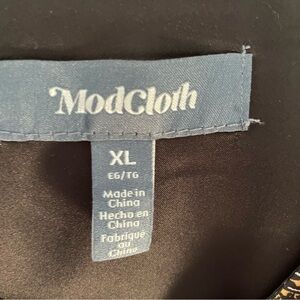 ModCloth
XL
EG/TG
Made in
China
Hecho en
China
Fabriqué
au
Chine